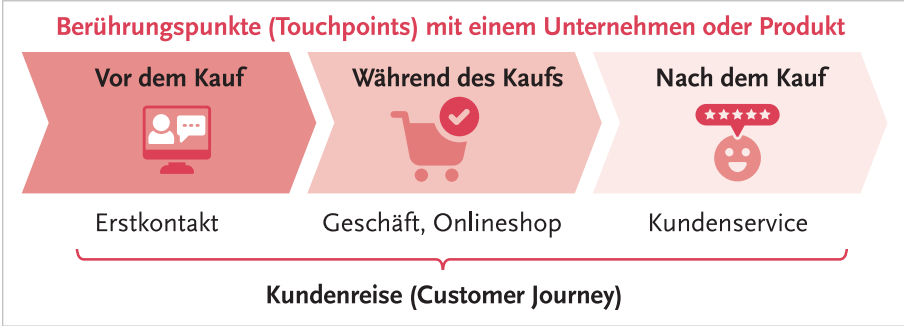 Berührungspunkte (Touchpoints) mit einem Unternehmen oder Produkt
Vor dem Kauf
Während des Kaufs
Nach dem Kauf
Erstkontakt
Geschäft, Onlineshop
Kundenservice
Kundenreise (Customer Journey)